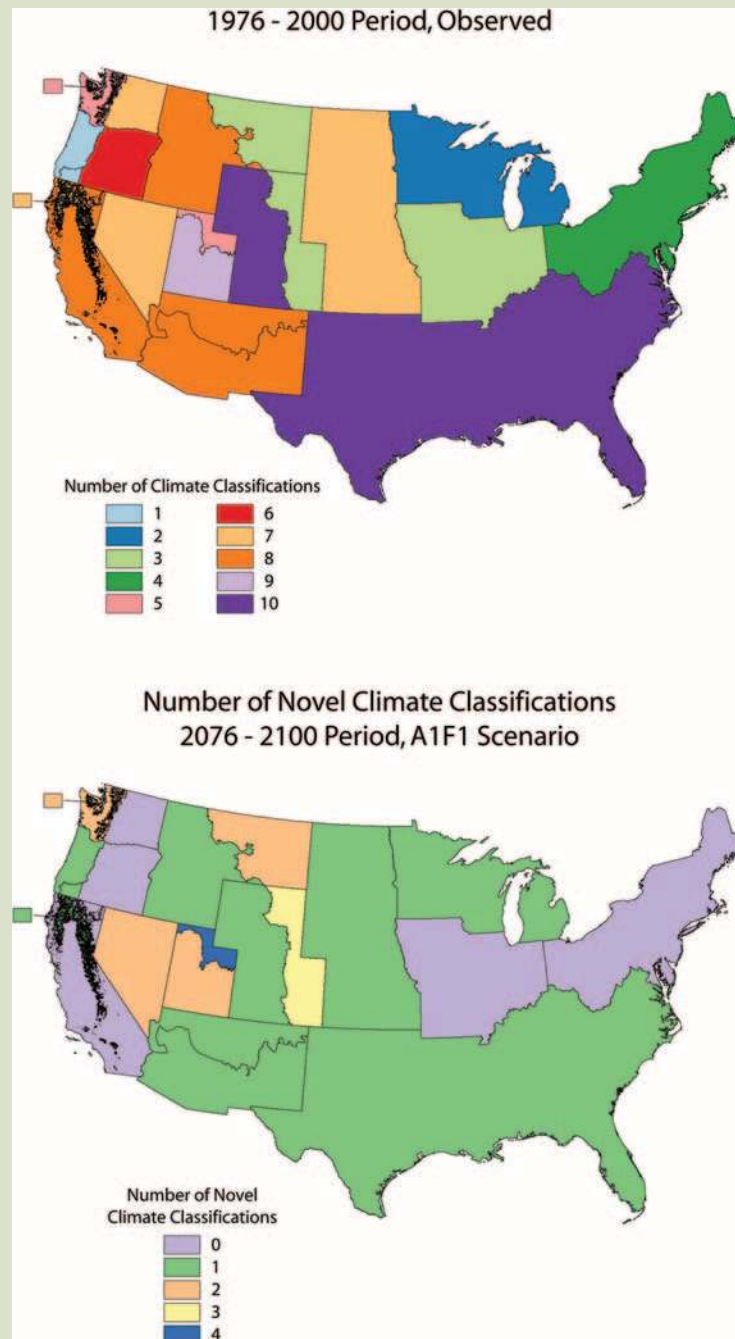 1976 - 2000 Period, Observed
Number of Climate Classifications
1 6
2 7
3 8
4 9
5 10
Number of Novel Climate Classifications
2076 - 2100 Period, A1F1 Scenario
Number of Novel
Climate Classifications
0
1
2
3
4